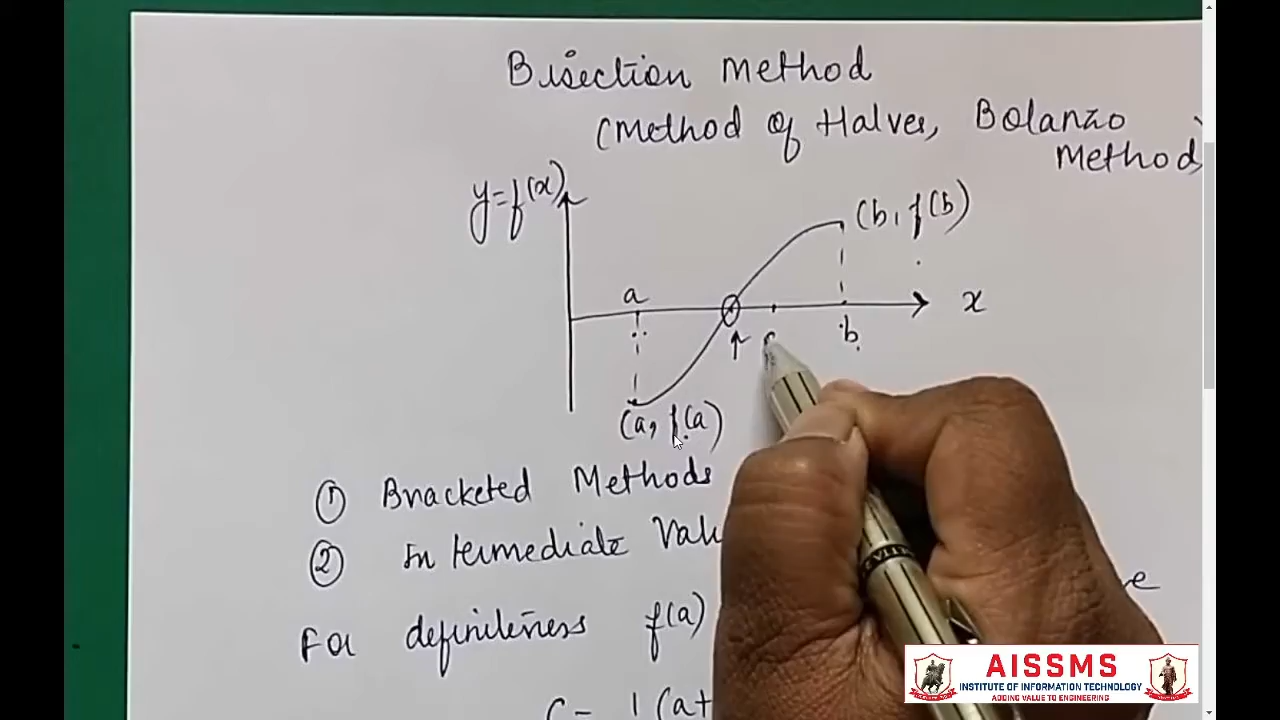 Bisection Method
(Method of Halves, Bolanzo
Method)
y=f(x)
(b, f(b)
a
x
b
c
(a, f(a)
① Bracketed Methods
② Intermediate
For definiteness f(a)
C = 1 (a+
AISSMS
INSTITUTE OF INFORMATION TECHNOLOGY
ADDING VALUE TO ENGINEERING